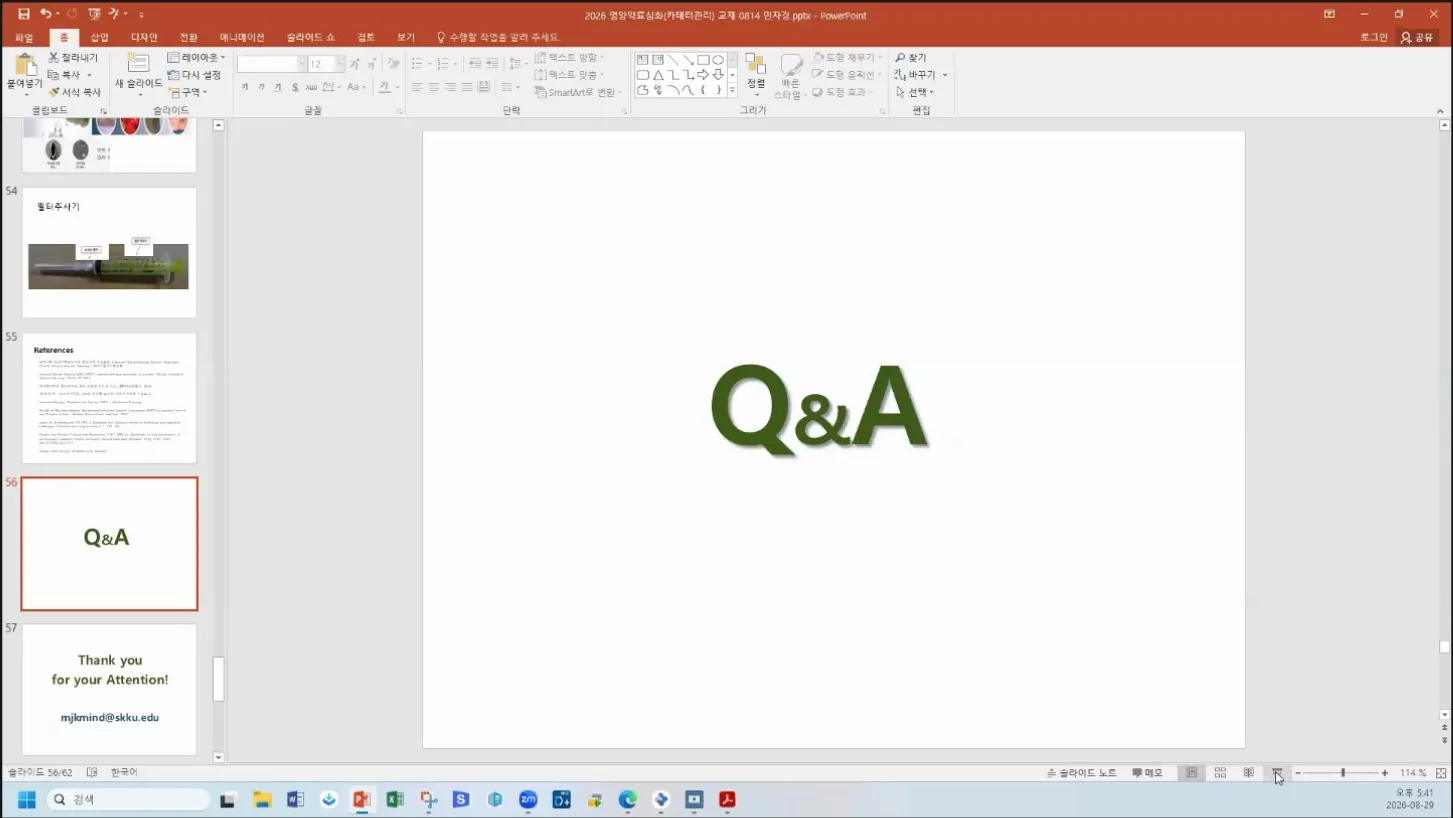 2026 영양약료심화(카테터관리) 교재 0814 민자경.pptx - PowerPoint
파일 홈 삽입 디자인 전환 애니메이션 슬라이드 쇼 검토 보기 수행할 작업을 알려 주세요. 로그인 공유
붙여넣기
잘라내기
복사
서식 복사
클립보드
새 슬라이드
레이아웃
다시 설정
구역
슬라이드
12
가 가 가 S abc 가 Aa 가
글꼴
텍스트 방향
텍스트 맞춤
SmartArt로 변환
단락
정렬
빠른 스타일
도형 채우기
도형 윤곽선
도형 효과
그리기
찾기
바꾸기
선택
편집
54
필터주사기
55
References
56
Q&A
57
Thank you
for your Attention!
mjkmind@skku.edu
Q&A
슬라이드 56/62 한국어 슬라이드 노트 메모 114 %
검색
오후 5:41
2026-08-29